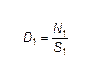 D₁ = N₁ / S₁